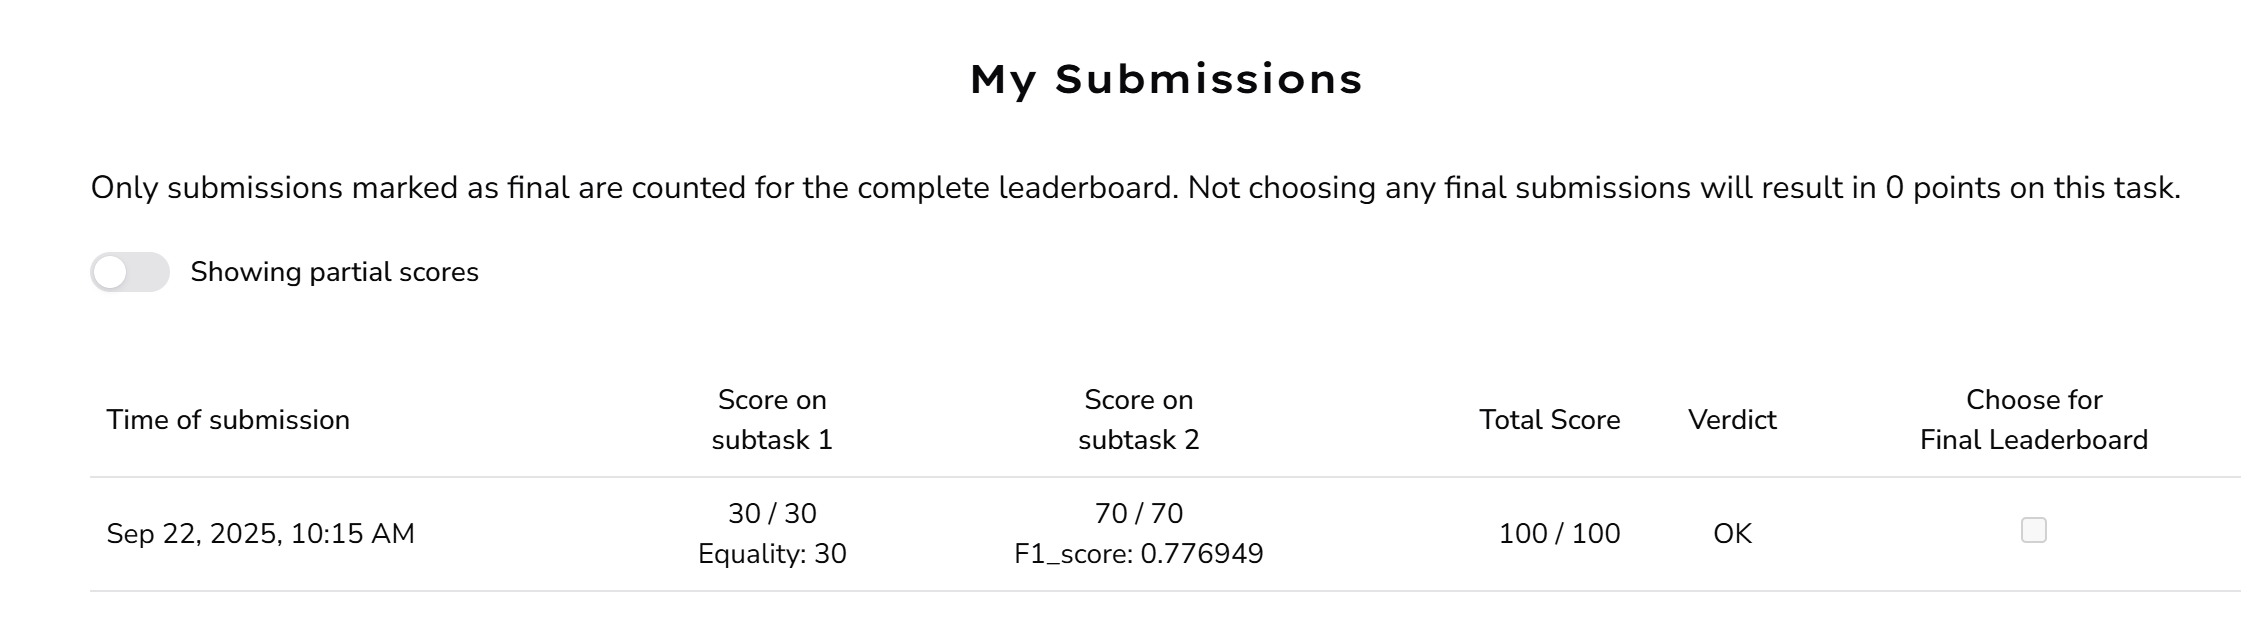 My Submissions
Only submissions marked as final are counted for the complete leaderboard. Not choosing any final submissions will result in 0 points on this task.
Showing partial scores
Time of submission
Score on
subtask 1
Score on
subtask 2
Total Score
Verdict
Choose for
Final Leaderboard
Sep 22, 2025, 10:15 AM
30 / 30
Equality: 30
70 / 70
F1_score: 0.776949
100 / 100
OK